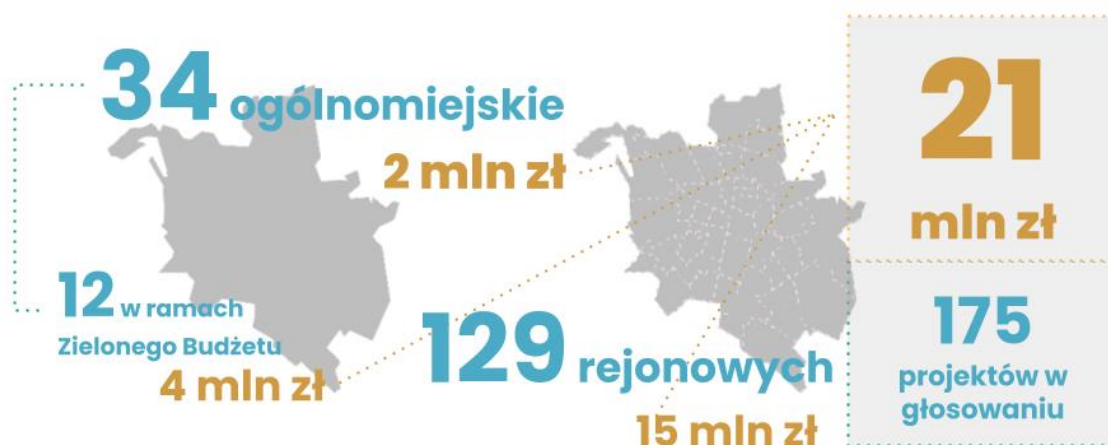 34 ogólnomiejskie
2 mln zł
12 w ramach
Zielonego Budżetu
4 mln zł
129 rejonowych
15 mln zł
21
mln zł
175
projektów w
głosowaniu